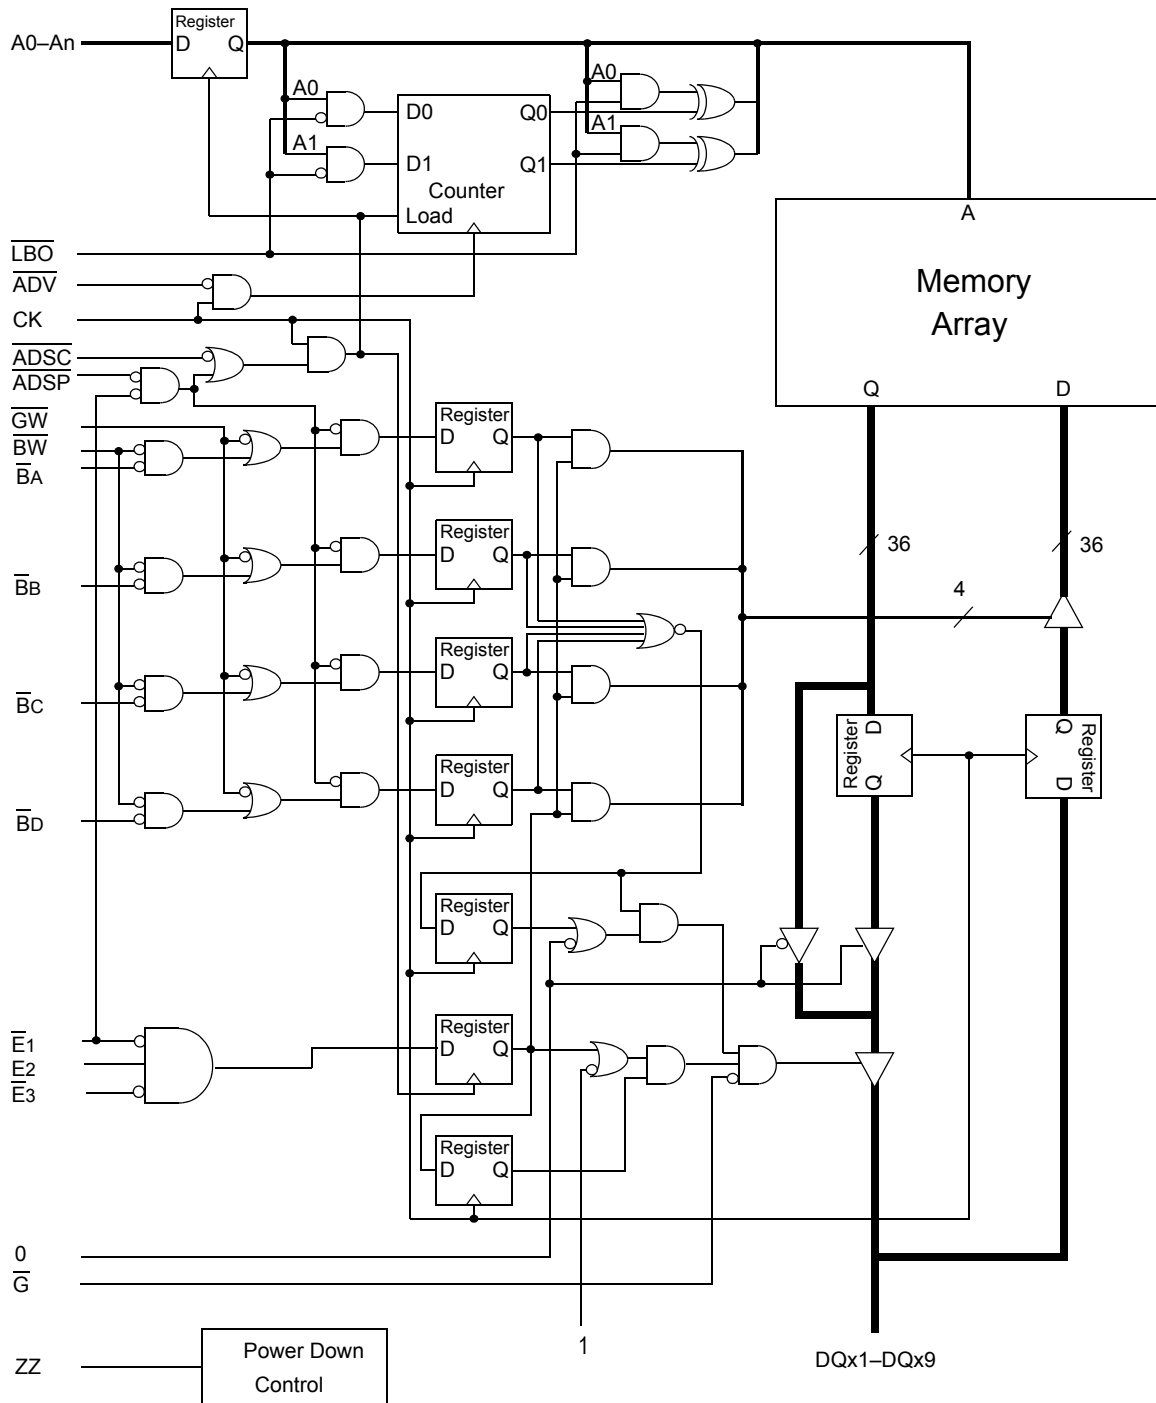 Register
A0–An
D Q
A0
A0
D0
Q0
A1
A1
D1
Q1
Counter
Load
A
LBO
ADV
Memory
CK
Array
ADSC
ADSP
Q
D
GW
Register
BW
D Q
BA
Register
D Q
36
36
BB
4
Register
D Q
BC
D
Register
Q
Q
Register
D
Register
D Q
BD
Register
D Q
Register
D Q
E1
E2
E3
Register
D Q
0
G
1
Power Down
ZZ
Control
DQx1–DQx9